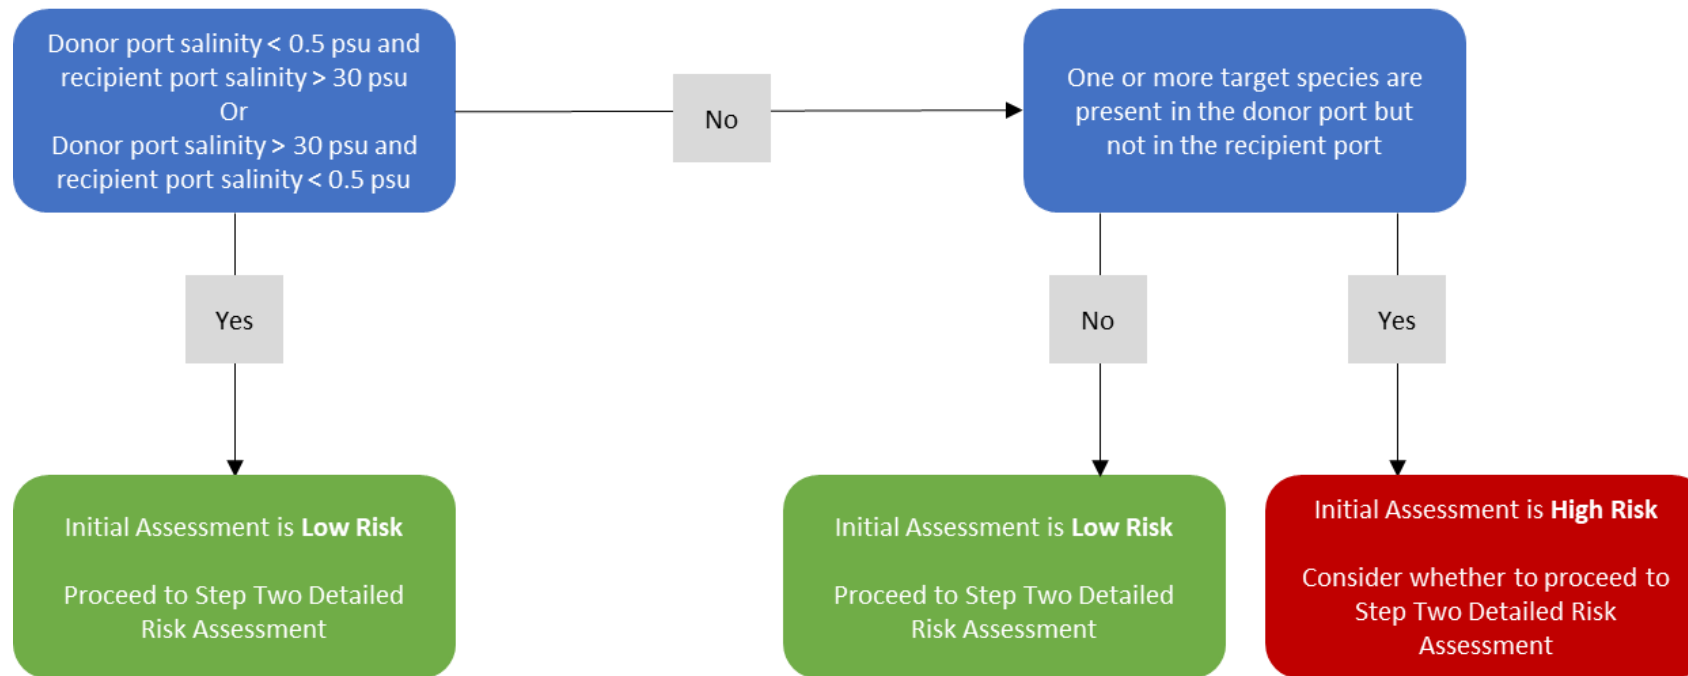 Donor port salinity < 0.5 psu and
recipient port salinity > 30 psu
Or
Donor port salinity > 30 psu and
recipient port salinity < 0.5 psu
No
One or more target species are
present in the donor port but
not in the recipient port
Yes
No
Yes
Initial Assessment is Low Risk
Proceed to Step Two Detailed
Risk Assessment
Initial Assessment is Low Risk
Proceed to Step Two Detailed
Risk Assessment
Initial Assessment is High Risk
Consider whether to proceed to
Step Two Detailed Risk
Assessment